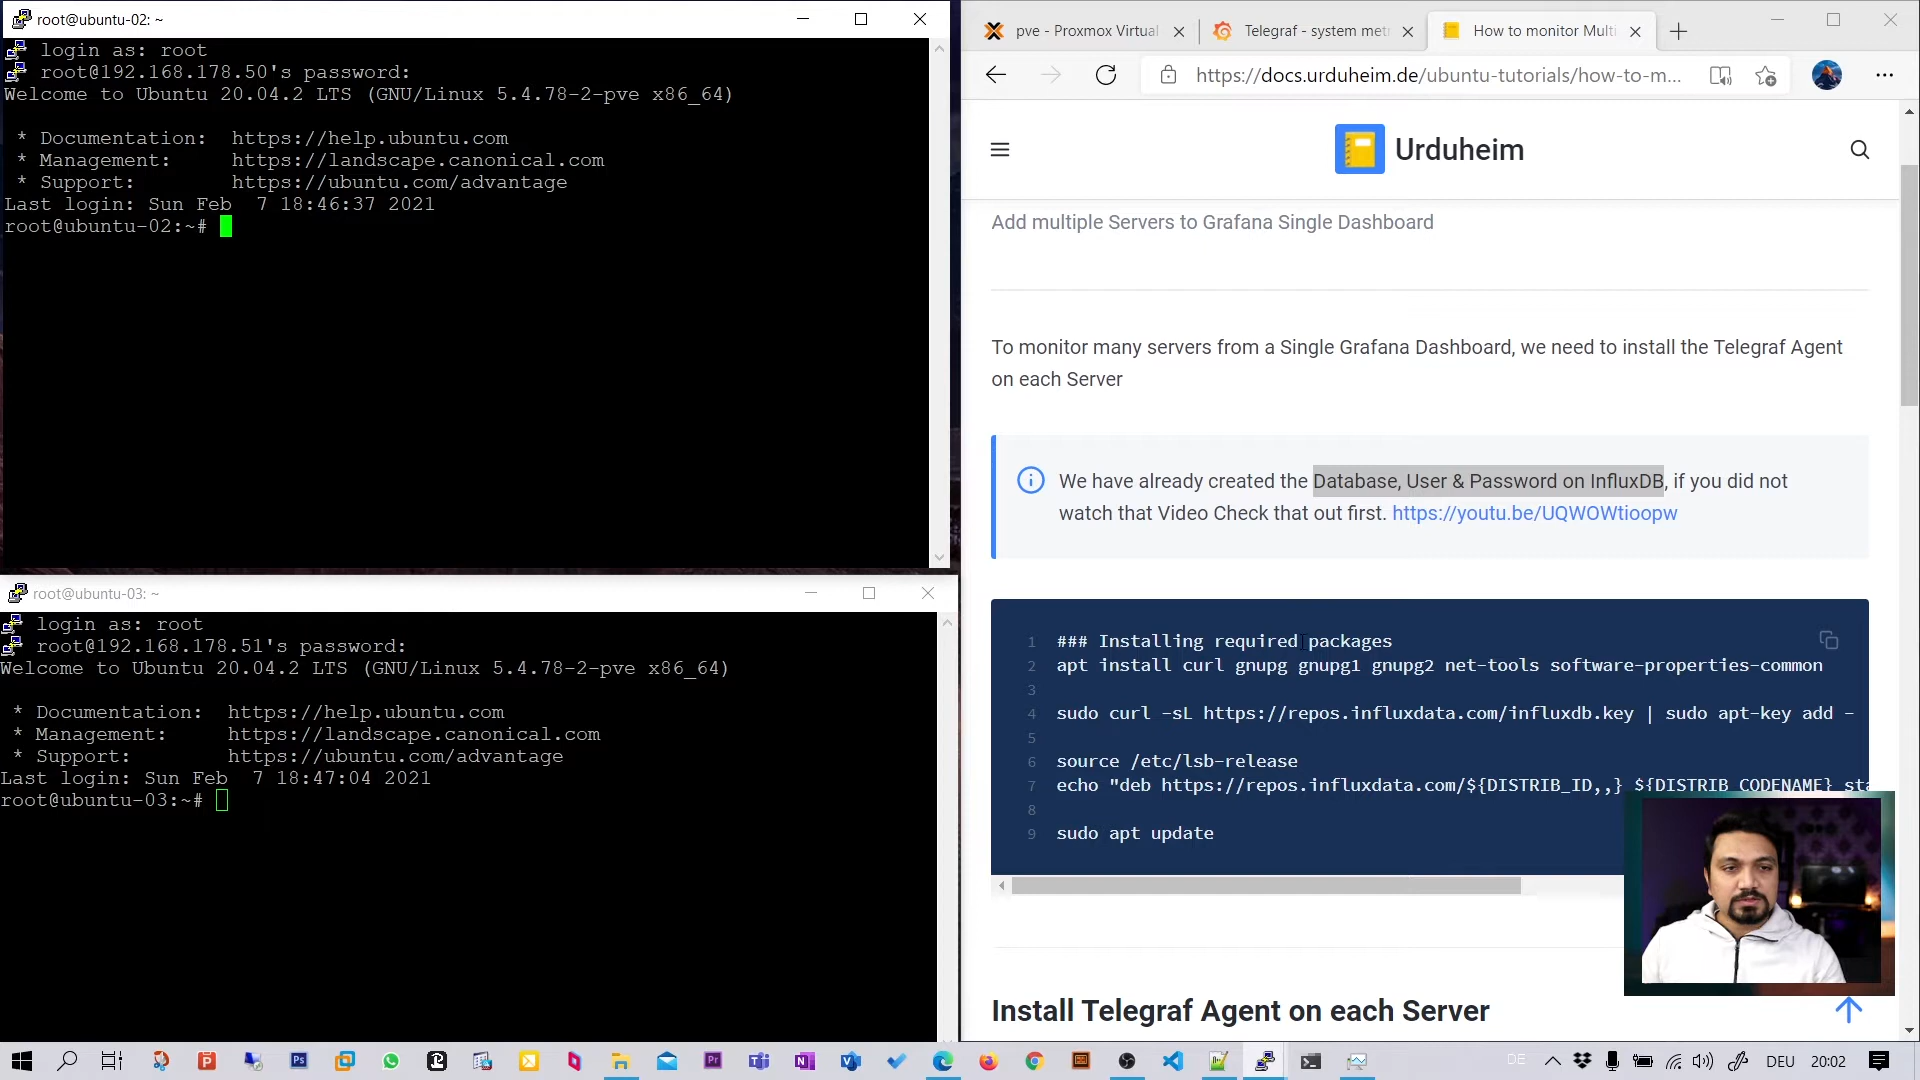 root@ubuntu-02: ~
login as: root
root@192.168.178.50's password:
Welcome to Ubuntu 20.04.2 LTS (GNU/Linux 5.4.78-2-pve x86_64)
* Documentation:  https://help.ubuntu.com
* Management:     https://landscape.canonical.com
* Support:        https://ubuntu.com/advantage
Last login: Sun Feb  7 18:46:37 2021
root@ubuntu-02:~#
root@ubuntu-03: ~
login as: root
root@192.168.178.51's password:
Welcome to Ubuntu 20.04.2 LTS (GNU/Linux 5.4.78-2-pve x86_64)
* Documentation:  https://help.ubuntu.com
* Management:     https://landscape.canonical.com
* Support:        https://ubuntu.com/advantage
Last login: Sun Feb  7 18:47:04 2021
root@ubuntu-03:~#
pve - Proxmox Virtual
Telegraf - system met
How to monitor Mult
https://docs.urduheim.de/ubuntu-tutorials/how-to-m...
Urduheim
Add multiple Servers to Grafana Single Dashboard
To monitor many servers from a Single Grafana Dashboard, we need to install the Telegraf Agent
on each Server
We have already created the Database, User & Password on InfluxDB, if you did not
watch that Video Check that out first. https://youtu.be/UQWOWtioopw
1 ### Installing required packages
2 apt install curl gnupg gnupg1 gnupg2 net-tools software-properties-common
3
4 sudo curl -sL https://repos.influxdata.com/influxdb.key | sudo apt-key add -
5
6 source /etc/lsb-release
7 echo "deb https://repos.influxdata.com/${DISTRIB_ID,,} ${DISTRIB_CODENAME} sta
8
9 sudo apt update
Install Telegraf Agent on each Server
DE
DEU
20:02